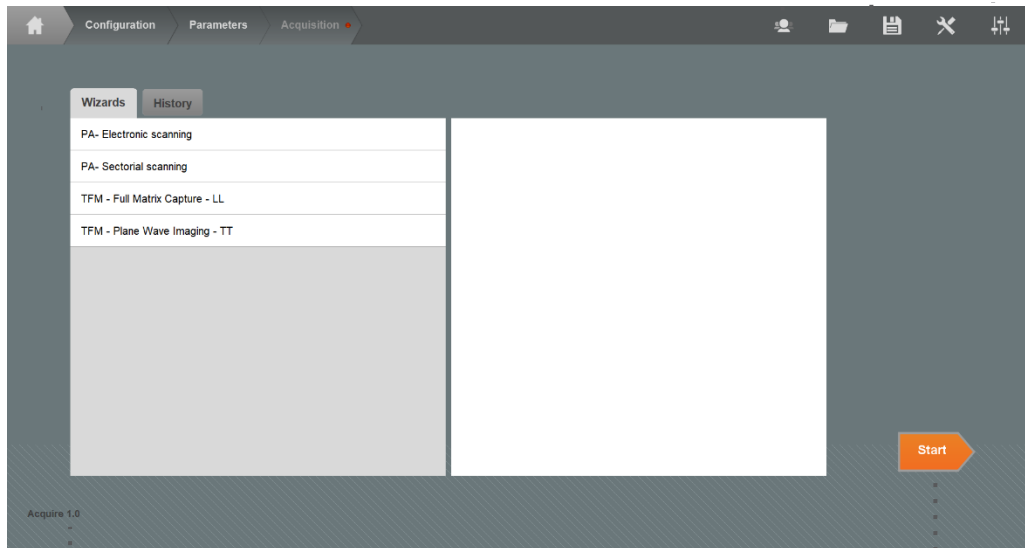 Configuration Parameters Acquisition
Wizards History
PA- Electronic scanning
PA- Sectorial scanning
TFM - Full Matrix Capture - LL
TFM - Plane Wave Imaging - TT
Start
Acquire 1.0